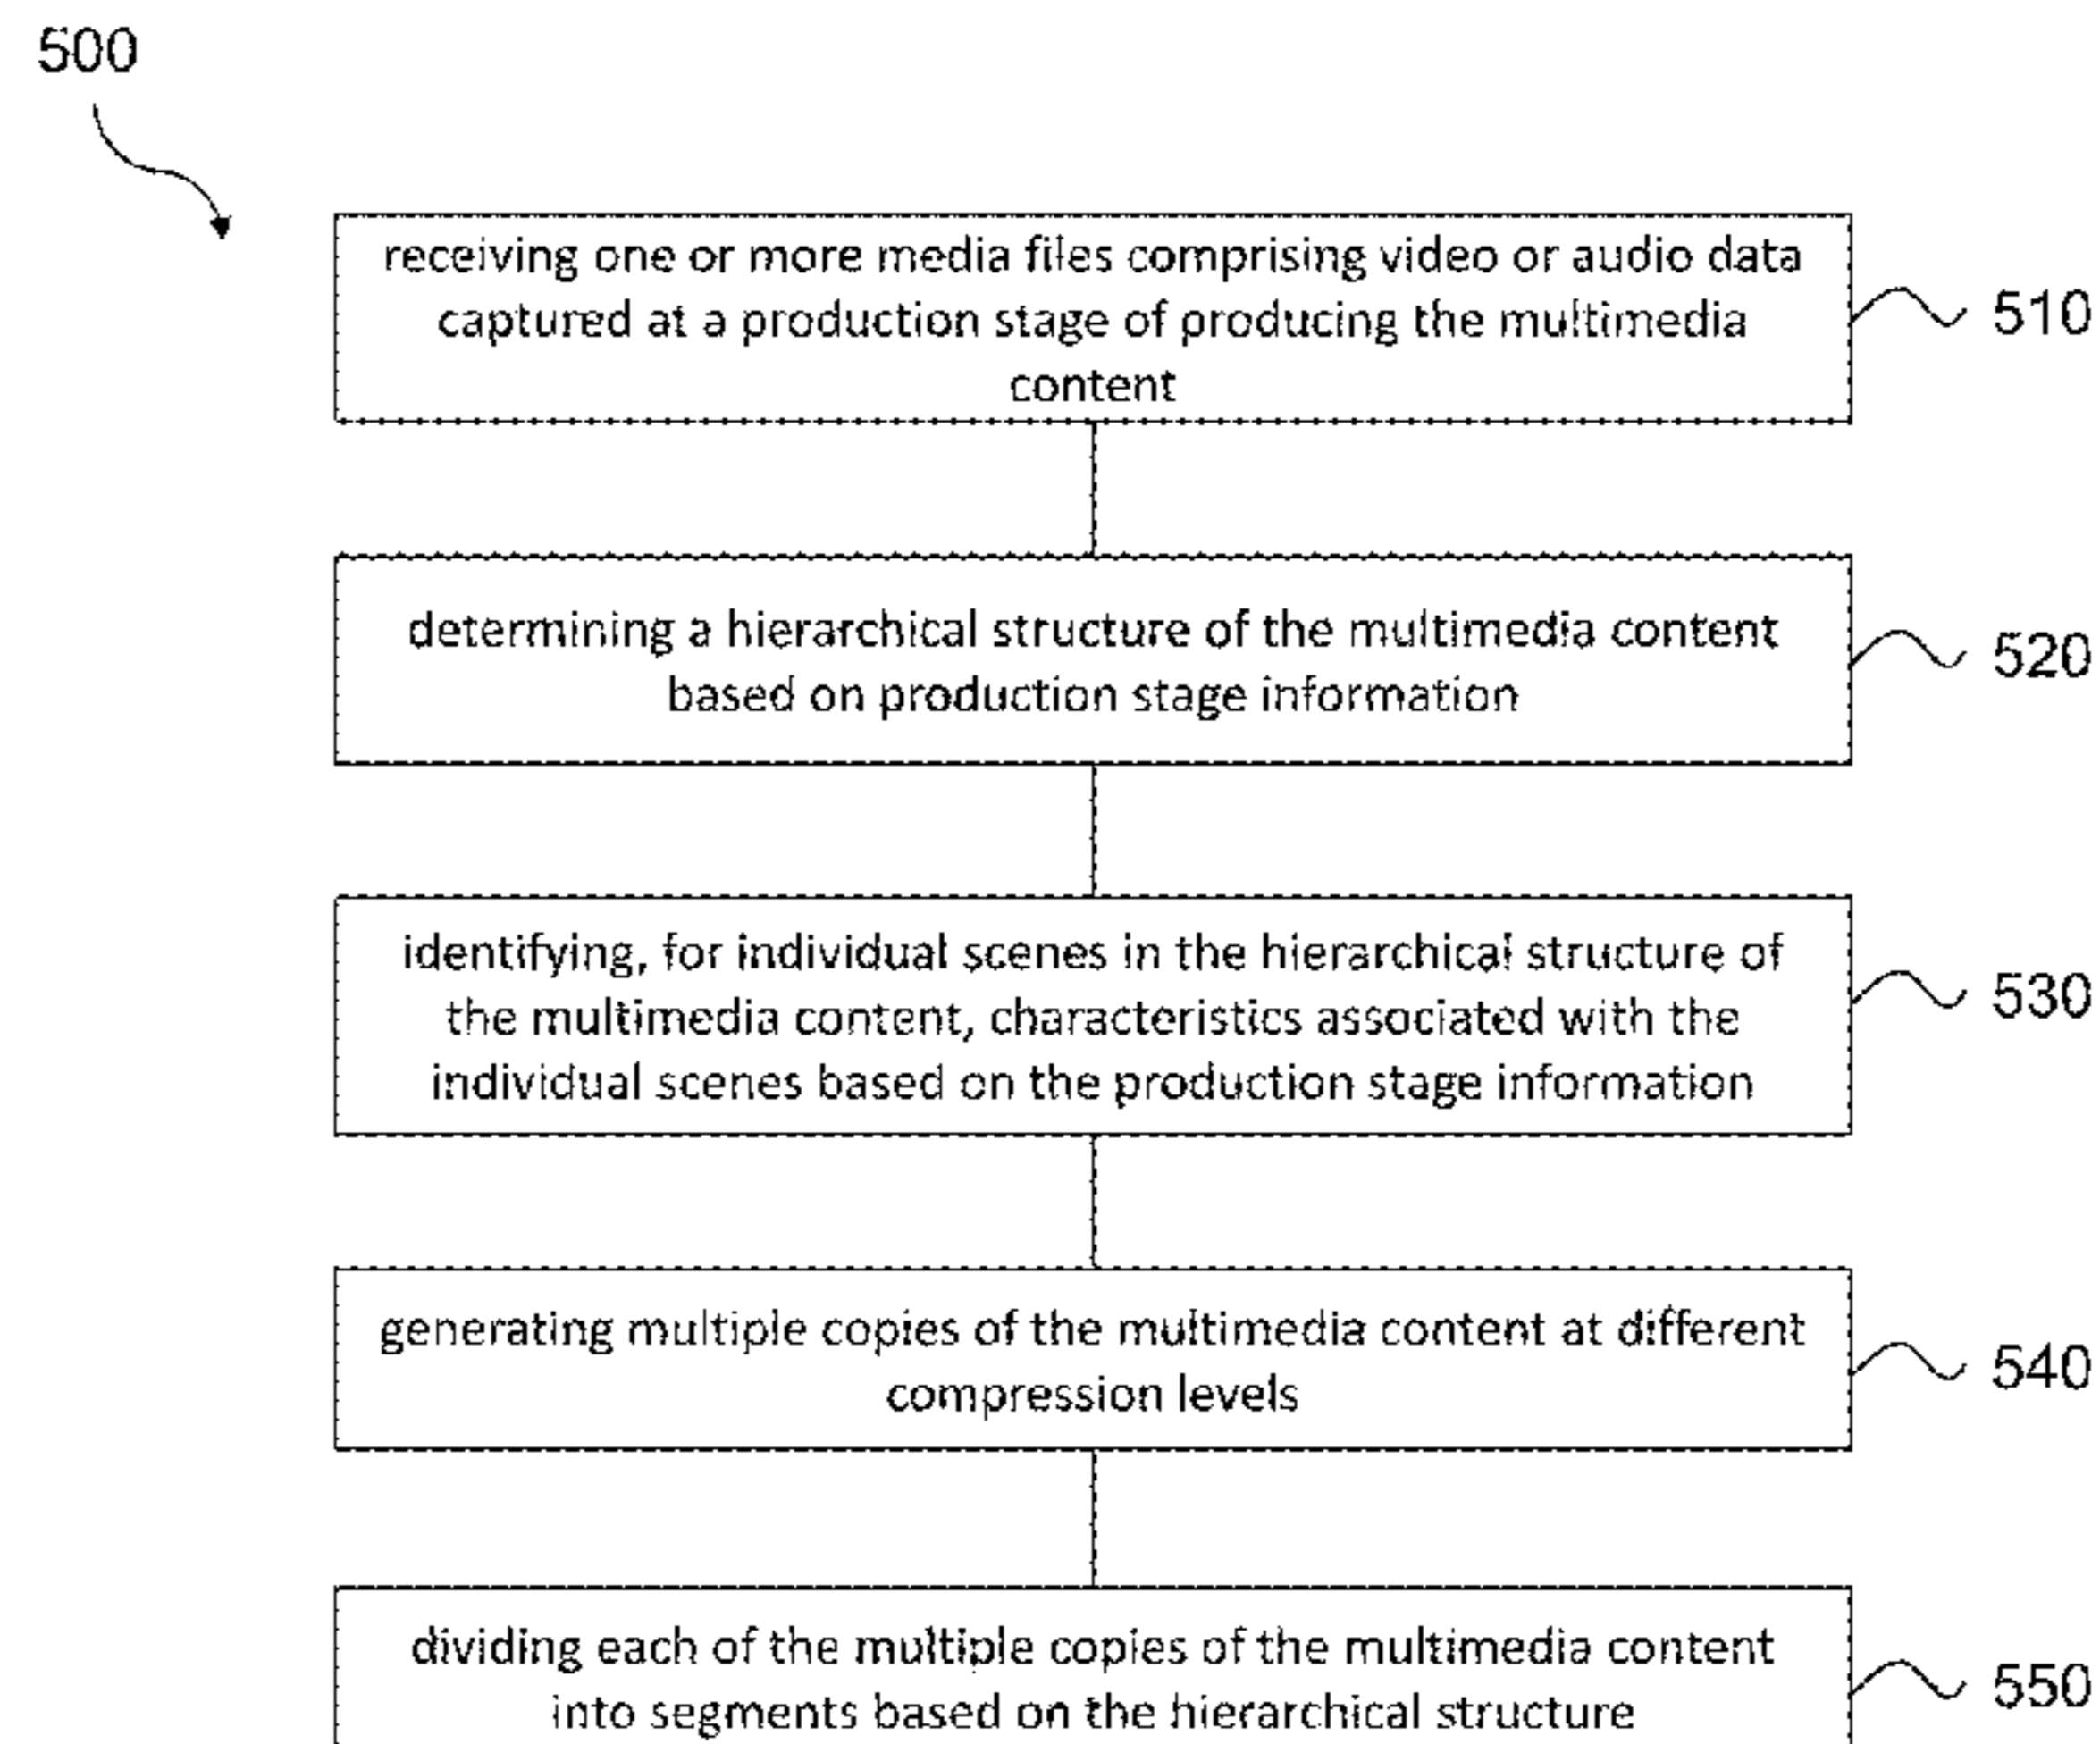 500
receiving one or more media files comprising video or audio data
captured at a production stage of producing the multimedia
content
510
determining a hierarchical structure of the multimedia content
based on production stage information
520
identifying, for individual scenes in the hierarchical structure of
the multimedia content, characteristics associated with the
individual scenes based on the production stage information
530
generating multiple copies of the multimedia content at different
compression levels
540
dividing each of the multiple copies of the multimedia content
into segments based on the hierarchical structure
550